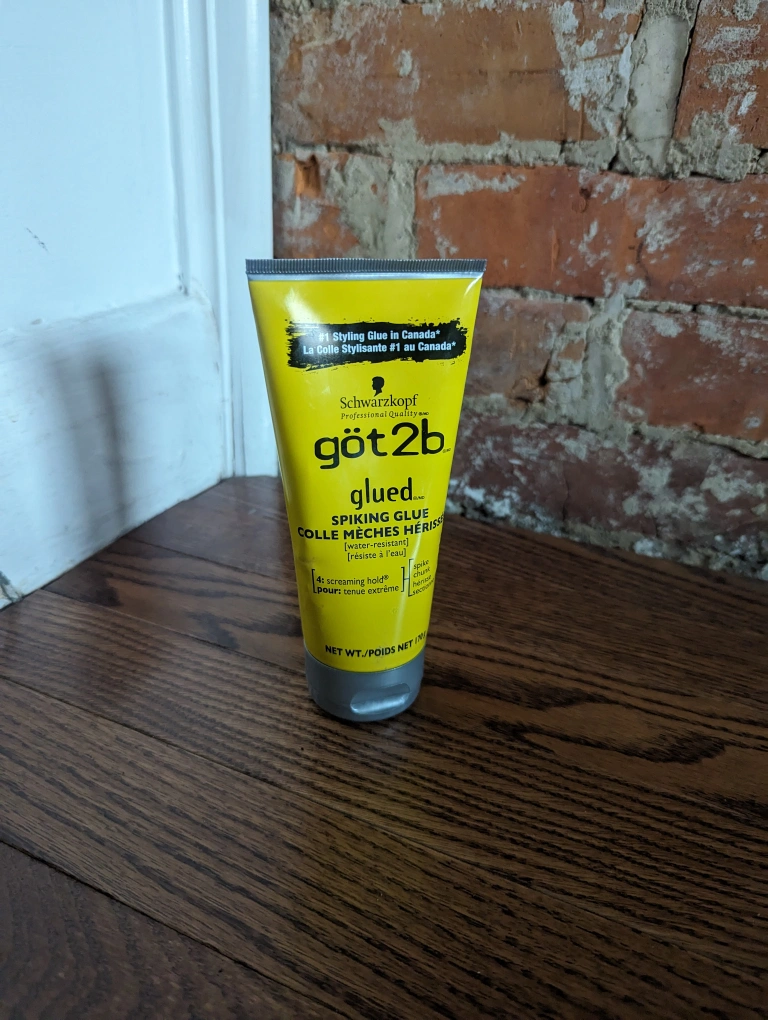 #1 Styling Glue in Canada*
La Colle Stylisante #1 au Canada*
Schwarzkopf
Professional Quality
göt2b
glued
SPIKING GLUE
COLLE MÈCHES
[water-resistant]
[résiste à l'eau]
4: screaming hold®
pour: tenue extrême
spike
NET WT./POIDS NET